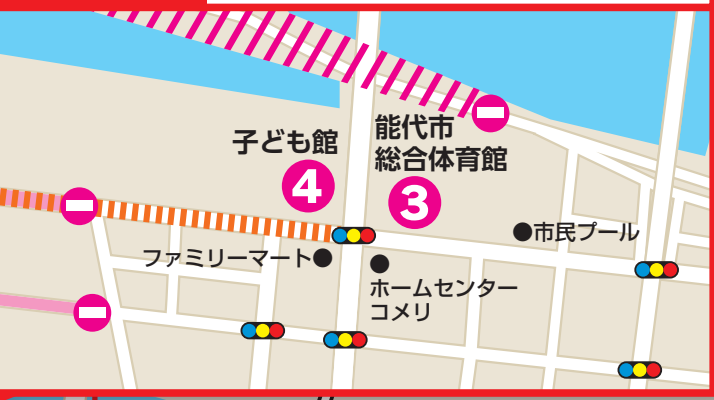 子ども館
4
能代市
総合体育館
3
市民プール
ファミリーマート
ホームセンター
コメリ